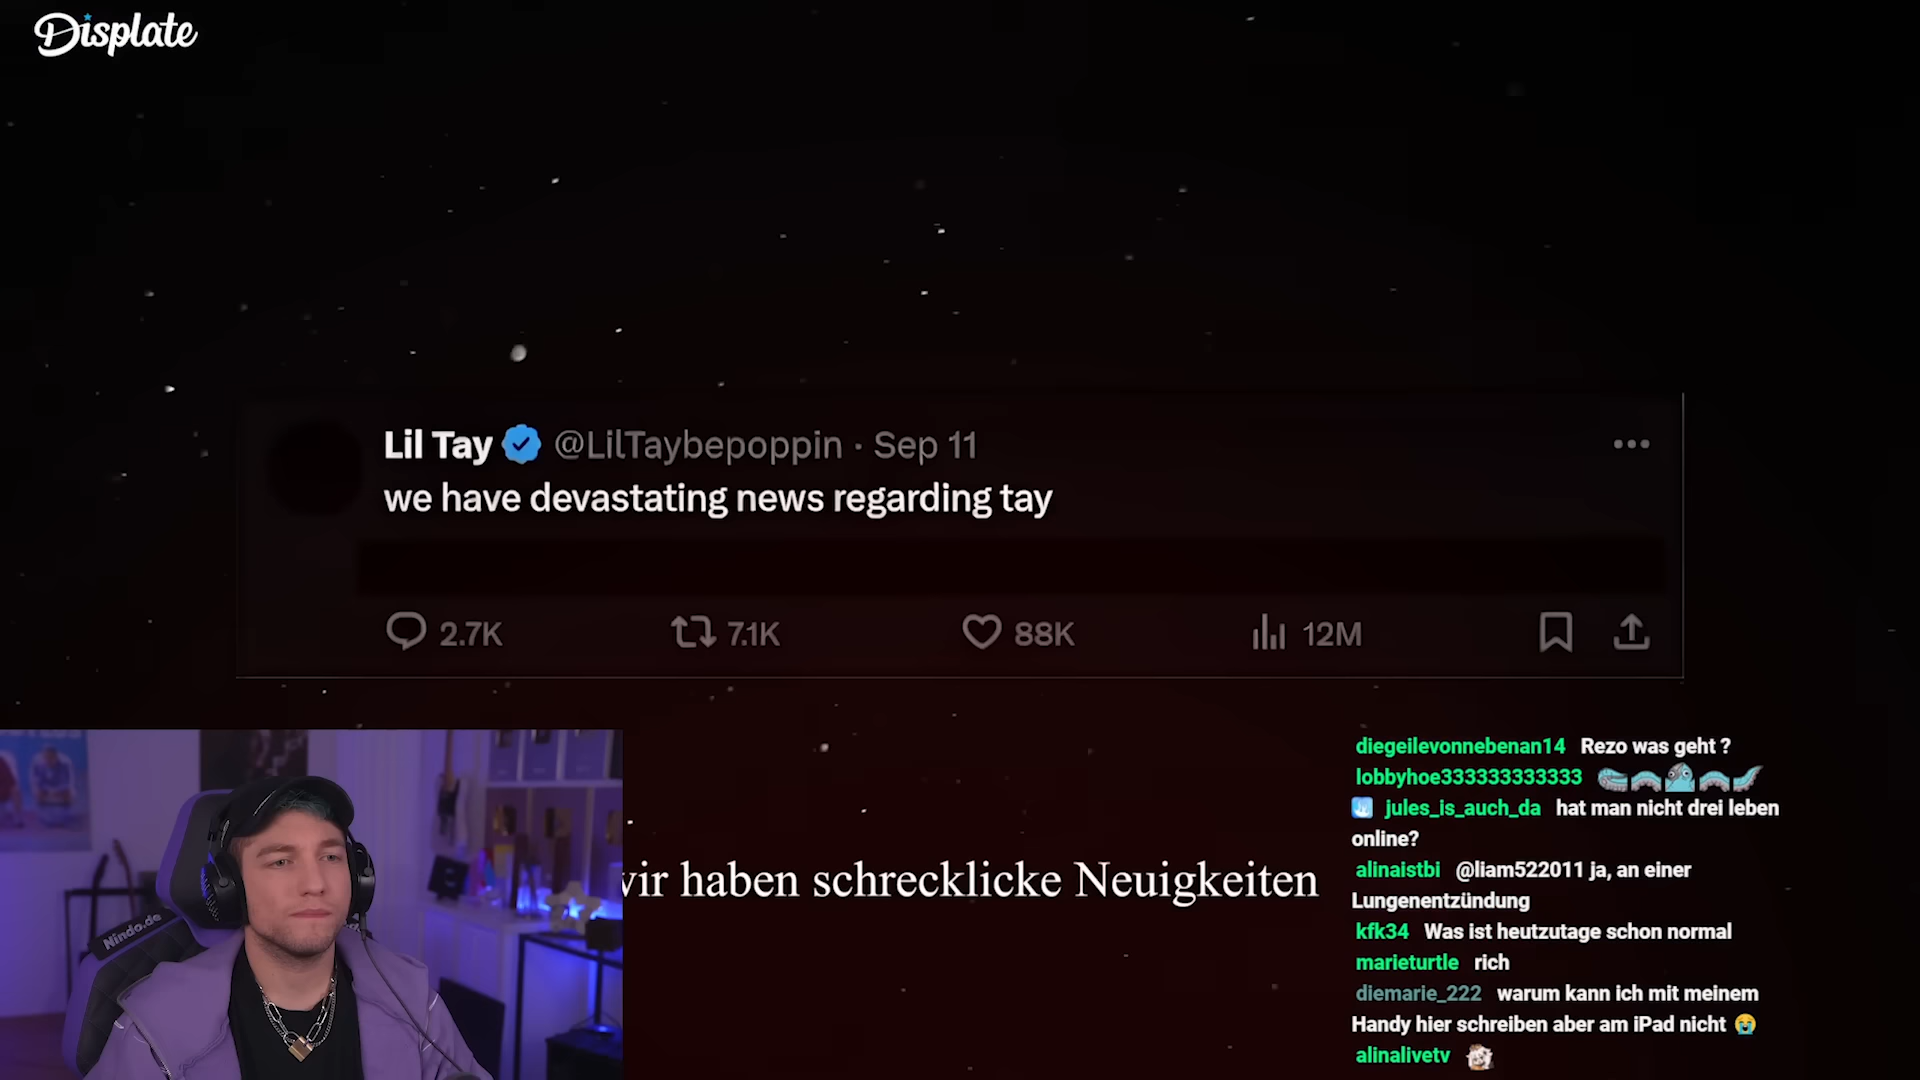 Displate
Lil Tay @LilTaybepoppin · Sep 11
we have devastating news regarding tay
2.7K 7.1K 88K 12M
wir haben schrecklicke Neuigkeiten
Nindo.de
diegeilevonnebenan14 Rezo was geht ?
lobbyhoe333333333333
jules_is_auch_da hat man nicht drei leben
online?
alinaistbi @liam522011 ja, an einer
Lungenentzündung
kfk34 Was ist heutzutage schon normal
marieturtle rich
diemarie_222 warum kann ich mit meinem
Handy hier schreiben aber am iPad nicht 😭
alinalivetv